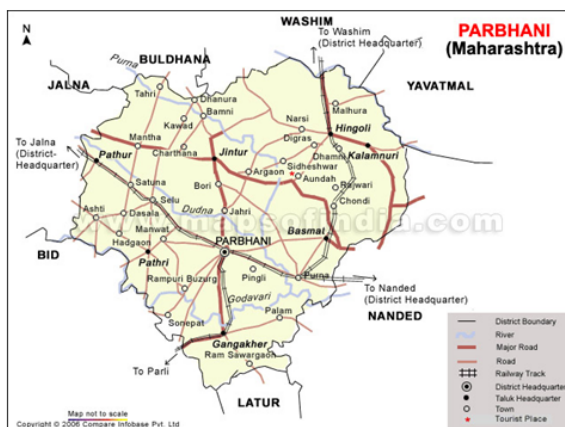 WASHIM
To Washim
(District Headquarter)
PARBHANI
(Maharashtra)
N
Purna
BULDHANA
JALNA
YAVATMAL
Tahri
Dhanura
Bamni
Malhura
Kawad
Narsi
Hingoli
Digras
Mantha
To Jalna
(District-
Headquarter)
Charthana
Jintur
Dhamni
Kalamnuri
Pathur
Sidheshwar
Argaon
Aundah
Satuna
Bori
Rajwari
Selu
Chondi
Ashti
Dasala
Dudna
Jahri
www.mapsofindia.com
Basmat
Hadgaon
Manwat
PARBHANI
BID
Pathri
Pingli
Purna
Rampuri Buzurg
To Nanded
(District Headquarter)
Godavari
NANDED
Sonepat
Palam
Gangakher
Ram Sawargaon
To Parli
LATUR
District Boundary
River
Major Road
Road
Railway Track
District Headquarter
Taluk Headquarter
Town
Tourist Place
Map not to scale
Copyright © 2006 Compare Infobase Pvt. Ltd